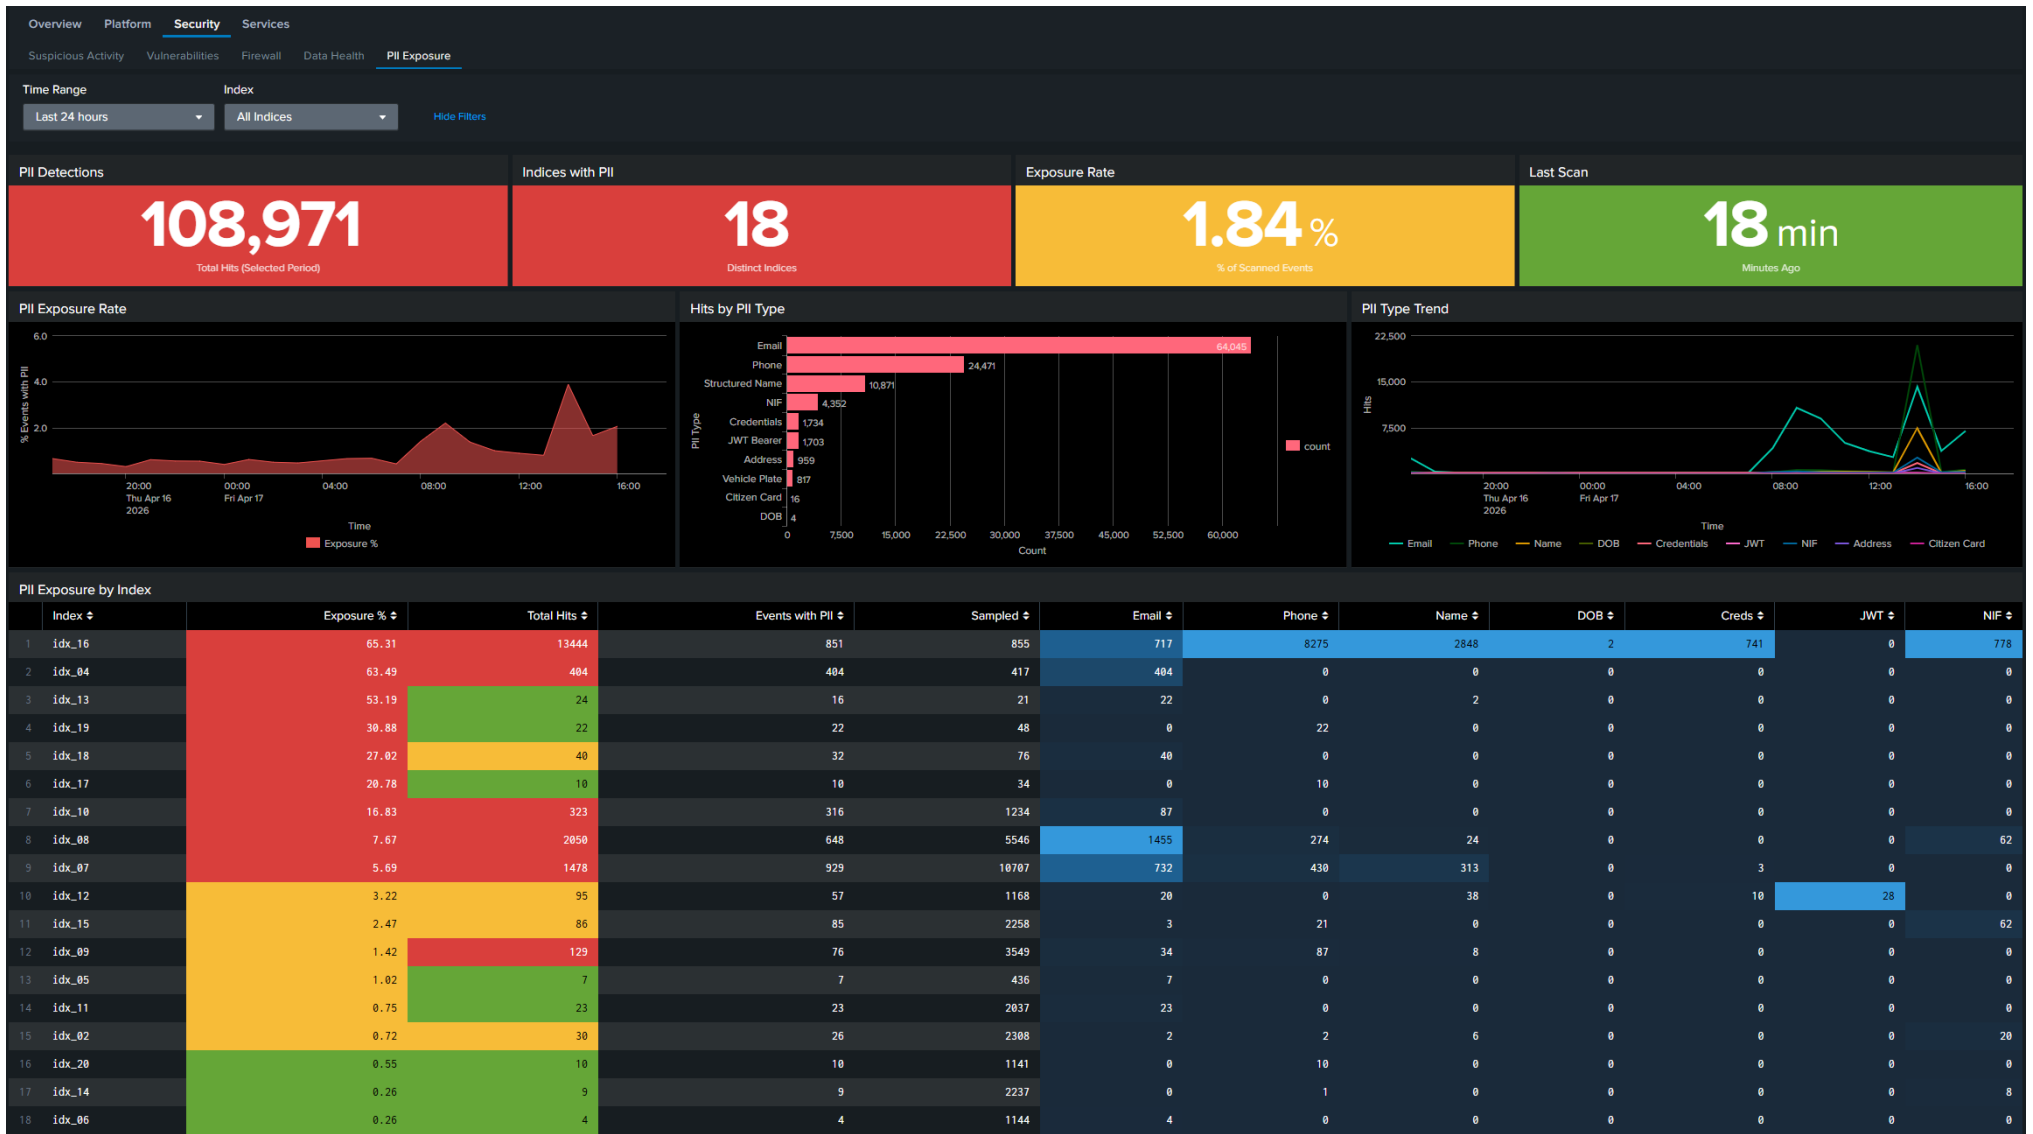 Overview Platform Security Services
Suspicious Activity Vulnerabilities Firewall Data Health PII Exposure
Time Range Index
Last 24 hours All Indices Hide Filters
PII Detections Indices with PII Exposure Rate Last Scan
108,971 18 1.84 % 18 min
Total Hits (Selected Period) Distinct Indices % of Scanned Events Minutes Ago
PII Exposure Rate
6.0
4.0
2.0
% Events with PII
20:00 00:00 04:00 08:00 12:00 16:00
Thu Apr 16 Fri Apr 17
2026
Time
Exposure %
Hits by PII Type
PII Type
Email 64,045
Phone 24,471
Structured Name 10,871
NIF 4,352
Credentials 1,734
JWT Bearer 1,703
Address 959
Vehicle Plate 817
Citizen Card 16
DOB 4
0 7,500 15,000 22,500 30,000 37,500 45,000 52,500 60,000
Count
count
PII Type Trend
22,500
15,000
7,500
Hits
20:00 00:00 04:00 08:00 12:00 16:00
Thu Apr 16 Fri Apr 17
2026
Time
Email Phone Name DOB Credentials JWT NIF Address Citizen Card
PII Exposure by Index
Index Exposure % Total Hits Events with PII Sampled Email Phone Name DOB Creds JWT NIF
1 idx_16 65.31 13444 851 855 717 8275 2848 2 741 0 778
2 idx_04 63.49 404 404 417 404 0 0 0 0 0 0
3 idx_13 53.19 24 16 21 22 0 2 0 0 0 0
4 idx_19 30.88 22 22 48 0 22 0 0 0 0 0
5 idx_18 27.02 40 32 76 40 0 0 0 0 0 0
6 idx_17 20.78 10 10 34 0 10 0 0 0 0 0
7 idx_10 16.83 323 316 1234 87 0 0 0 0 0 0
8 idx_08 7.67 2050 648 5546 1455 274 24 0 0 0 62
9 idx_07 5.69 1478 929 10707 732 430 313 0 3 0 0
10 idx_12 3.22 95 57 1168 20 0 38 0 10 28 0
11 idx_15 2.47 86 85 2258 3 21 0 0 0 0 62
12 idx_09 1.42 129 76 3549 34 87 8 0 0 0 0
13 idx_05 1.02 7 7 436 7 0 0 0 0 0 0
14 idx_11 0.75 23 23 2037 23 0 0 0 0 0 0
15 idx_02 0.72 30 26 2308 2 2 6 0 0 0 20
16 idx_20 0.55 10 10 1141 0 10 0 0 0 0 0
17 idx_14 0.26 9 9 2237 0 1 0 0 0 0 8
18 idx_06 0.26 4 4 1144 4 0 0 0 0 0 0